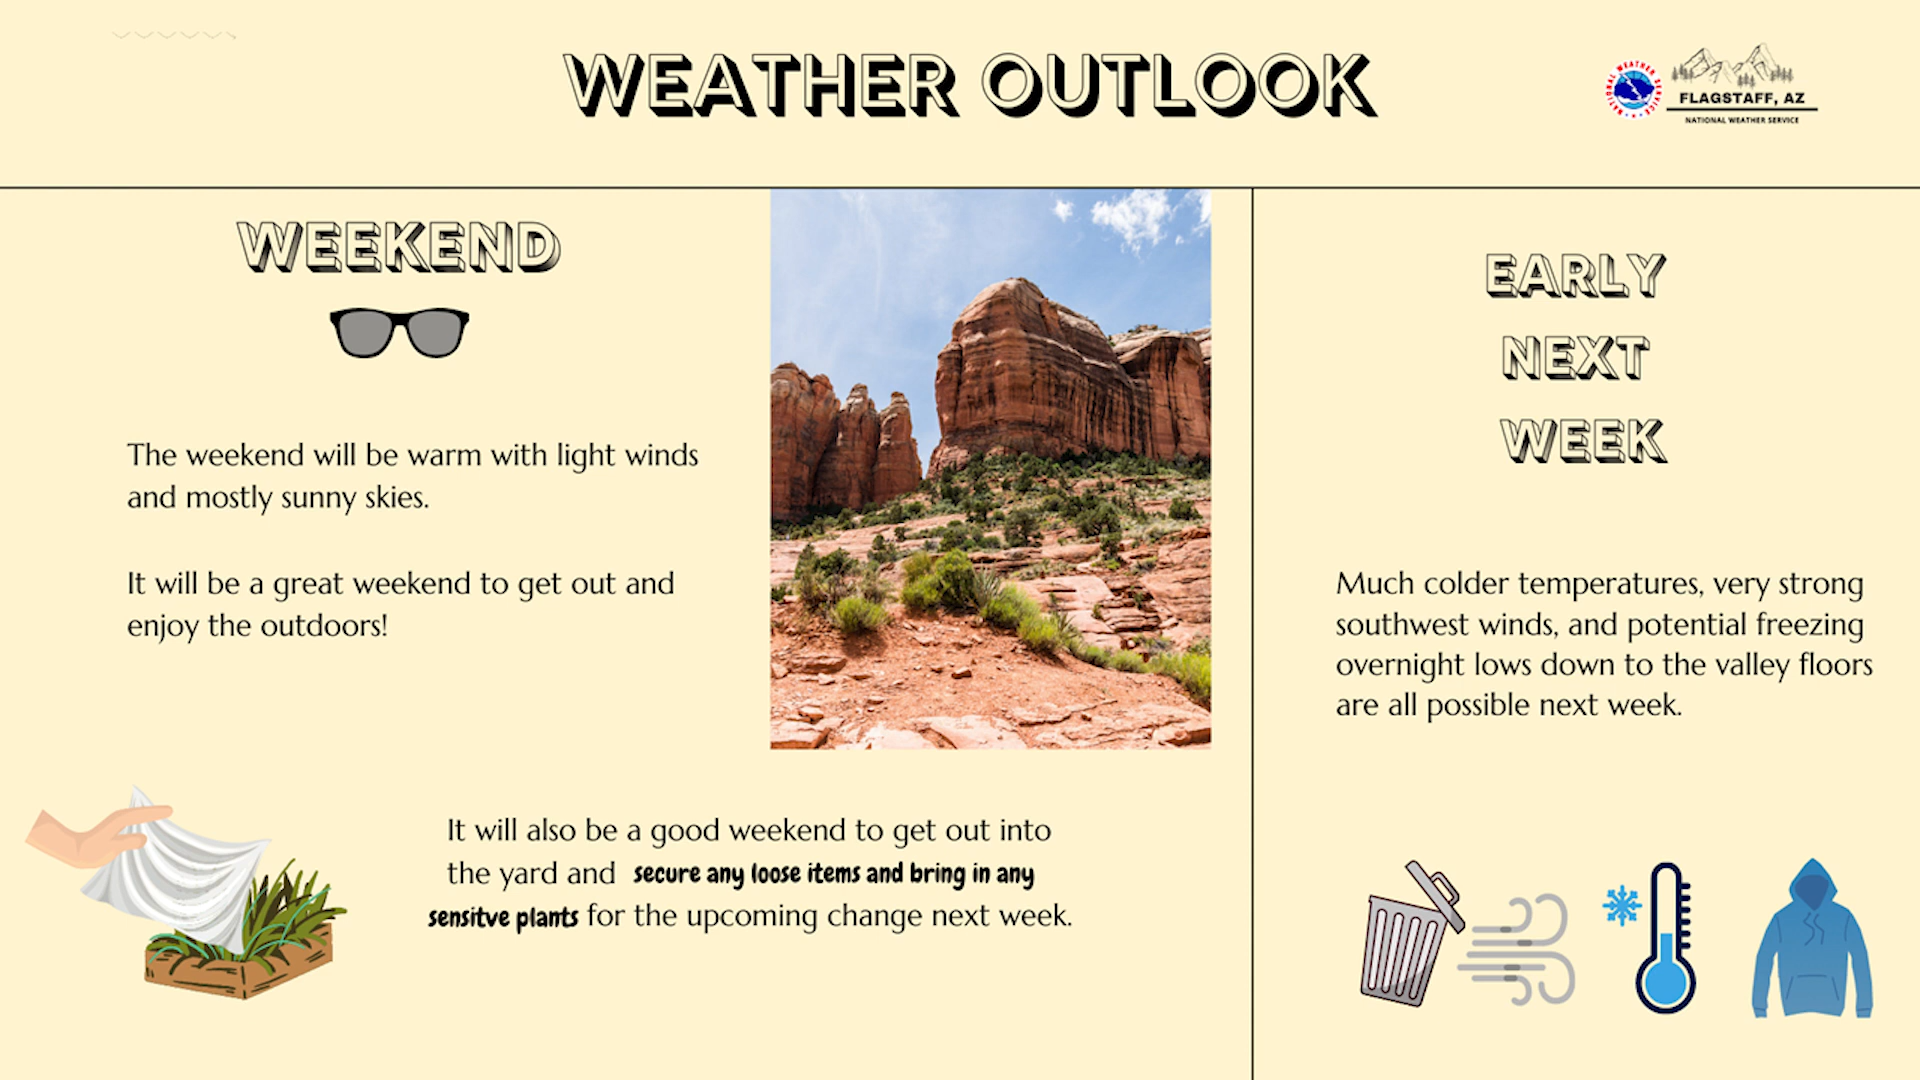 WEATHER OUTLOOK
NATIONAL WEATHER SERVICE
FLAGSTAFF, AZ
NATIONAL WEATHER SERVICE
WEEKEND
The weekend will be warm with light winds
and mostly sunny skies.
It will be a great weekend to get out and
enjoy the outdoors!
It will also be a good weekend to get out into
the yard and secure any loose items and bring in any
sensitve plants for the upcoming change next week.
EARLY
NEXT
WEEK
Much colder temperatures, very strong
southwest winds, and potential freezing
overnight lows down to the valley floors
are all possible next week.